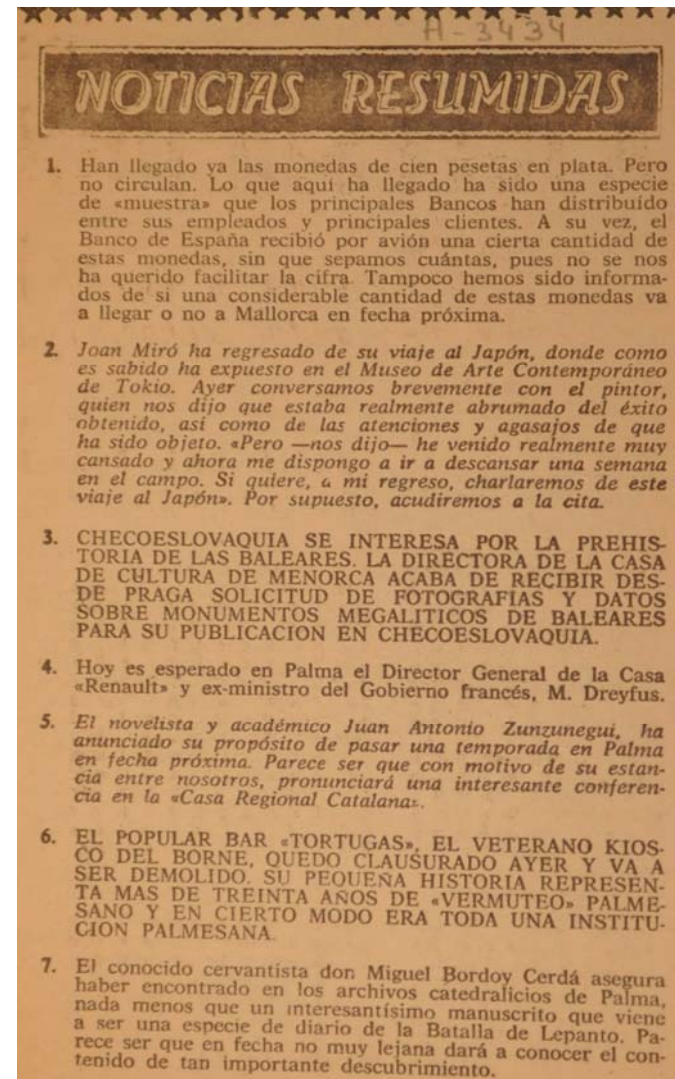 H-3434
NOTICIAS RESUMIDAS
1. Han llegado ya las monedas de cien pesetas en plata. Pero
no circulan. Lo que aquí ha llegado ha sido una especie
de «muestra» que los principales Bancos han distribuído
entre sus empleados y principales clientes. A su vez, el
Banco de España recibió por avión una cierta cantidad de
estas monedas, sin que sepamos cuántas, pues no se nos
ha querido facilitar la cifra. Tampoco hemos sido informa-
dos de si una considerable cantidad de estas monedas va
a llegar o no a Mallorca en fecha próxima.
2. Joan Miró ha regresado de su viaje al Japón, donde como
es sabido ha expuesto en el Museo de Arte Contemporáneo
de Tokio. Ayer conversamos brevemente con el pintor,
quien nos dijo que estaba realmente abrumado del éxito
obtenido, así como de las atenciones y agasajos de que
ha sido objeto. «Pero —nos dijo— he venido realmente muy
cansado y ahora me dispongo a ir a descansar una semana
en el campo. Si quiere, a mi regreso, charlaremos de este
viaje al Japón». Por supuesto, acudiremos a la cita.
3. CHECOESLOVAQUIA SE INTERESA POR LA PREHIS-
TORIA DE LAS BALEARES. LA DIRECTORA DE LA CASA
DE CULTURA DE MENORCA ACABA DE RECIBIR DES-
DE PRAGA SOLICITUD DE FOTOGRAFIAS Y DATOS
SOBRE MONUMENTOS MEGALITICOS DE BALEARES
PARA SU PUBLICACION EN CHECOESLOVAQUIA.
4. Hoy es esperado en Palma el Director General de la Casa
«Renault» y ex-ministro del Gobierno francés, M. Dreyfus.
5. El novelista y académico Juan Antonio Zunzunegui, ha
anunciado su propósito de pasar una temporada en Palma
en fecha próxima. Parece ser que con motivo de su estan-
cia entre nosotros, pronunciará una interesante conferen-
cia en la «Casa Regional Catalana».
6. EL POPULAR BAR «TORTUGAS», EL VETERANO KIOS-
CO DEL BORNE, QUEDO CLAUSURADO AYER Y VA A
SER DEMOLIDO. SU PEQUEÑA HISTORIA REPRESEN-
TA MAS DE TREINTA AÑOS DE «VERMUTEO» PALME-
SANO Y EN CIERTO MODO ERA TODA UNA INSTITU-
CION PALMESANA.
7. El conocido cervantísta don Miguel Bordoy Cerdá asegura
haber encontrado en los archivos catedralicios de Palma,
nada menos que un interesantísimo manuscrito que viene
a ser una especie de diario de la Batalla de Lepanto. Pa-
rece ser que en fecha no muy lejana dará a conocer el con-
tenido de tan importante descubrimiento.